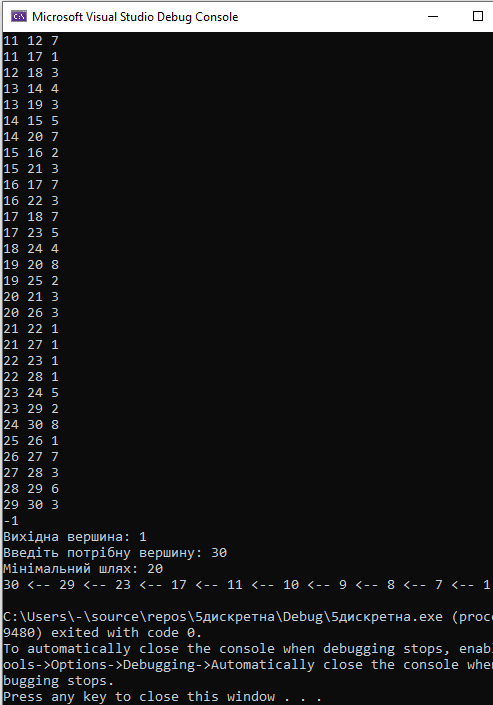 Microsoft Visual Studio Debug Console
11 12 7
11 17 1
12 18 3
13 14 4
13 19 3
14 15 5
14 20 7
15 16 2
15 21 3
16 17 7
16 22 3
17 18 7
17 23 5
18 24 4
19 20 8
19 25 2
20 21 3
20 26 3
21 22 1
21 27 1
22 23 1
22 28 1
23 24 5
23 29 2
24 30 8
25 26 1
26 27 7
27 28 3
28 29 6
29 30 3
-1
Вихідна вершина: 1
Введіть потрібну вершину: 30
Мінімальний шлях: 20
30 <-- 29 <-- 23 <-- 17 <-- 11 <-- 10 <-- 9 <-- 8 <-- 7 <-- 1
C:\Users\-\source\repos\5дискретна\Debug\5дискретна.exe (proc
9480) exited with code 0.
To automatically close the console when debugging stops, enabl
ools->Options->Debugging->Automatically close the console when
bugging stops.
Press any key to close this window . . .